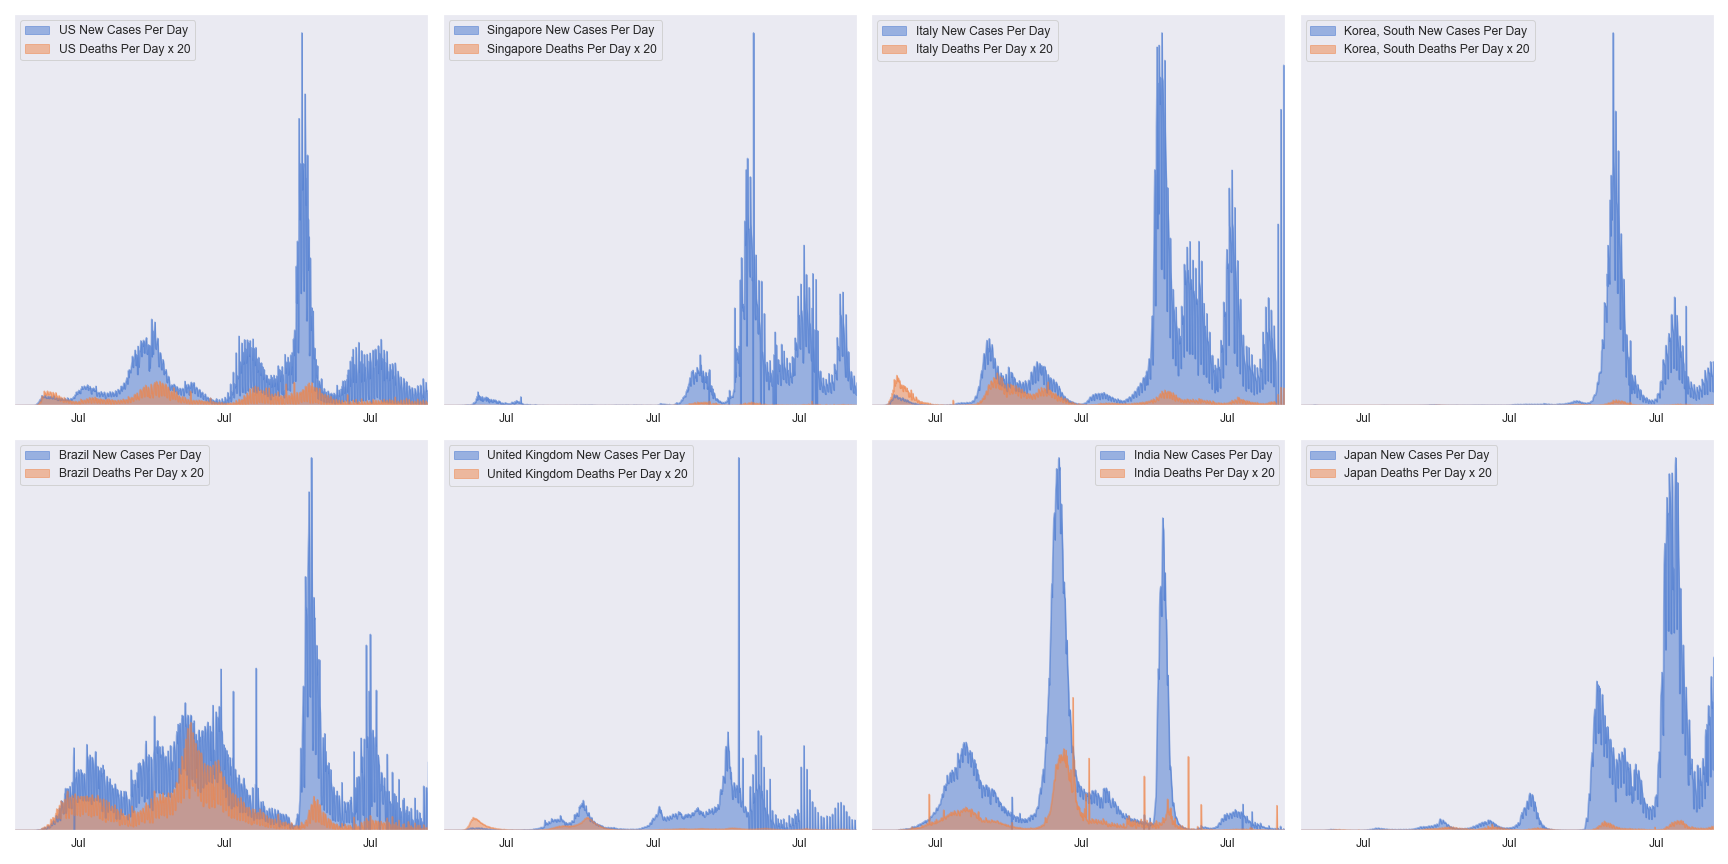 US New Cases Per Day
US Deaths Per Day x 20
Singapore New Cases Per Day
Singapore Deaths Per Day x 20
Italy New Cases Per Day
Italy Deaths Per Day x 20
Korea, South New Cases Per Day
Korea, South Deaths Per Day x 20
Jul Jul Jul
Jul Jul Jul
Jul Jul Jul
Jul Jul Jul
Brazil New Cases Per Day
Brazil Deaths Per Day x 20
United Kingdom New Cases Per Day
United Kingdom Deaths Per Day x 20
India New Cases Per Day
India Deaths Per Day x 20
Japan New Cases Per Day
Japan Deaths Per Day x 20
Jul Jul Jul
Jul Jul Jul
Jul Jul Jul
Jul Jul Jul